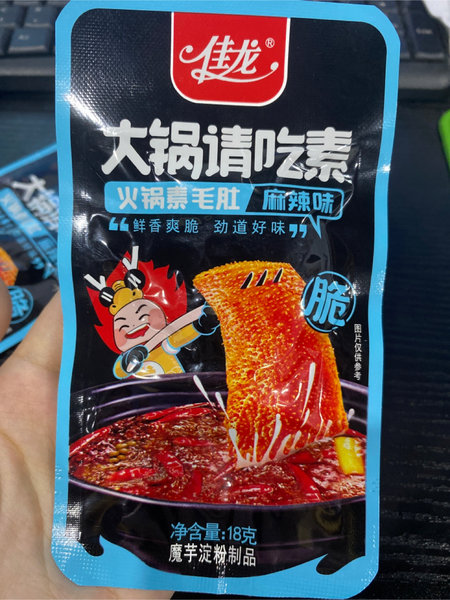 佳龙®
大锅请吃素
火锅素毛肚 麻辣味
“鲜香爽脆 劲道好味”
脆
图片仅供参考
净含量:18克
魔芋淀粉制品
大锅